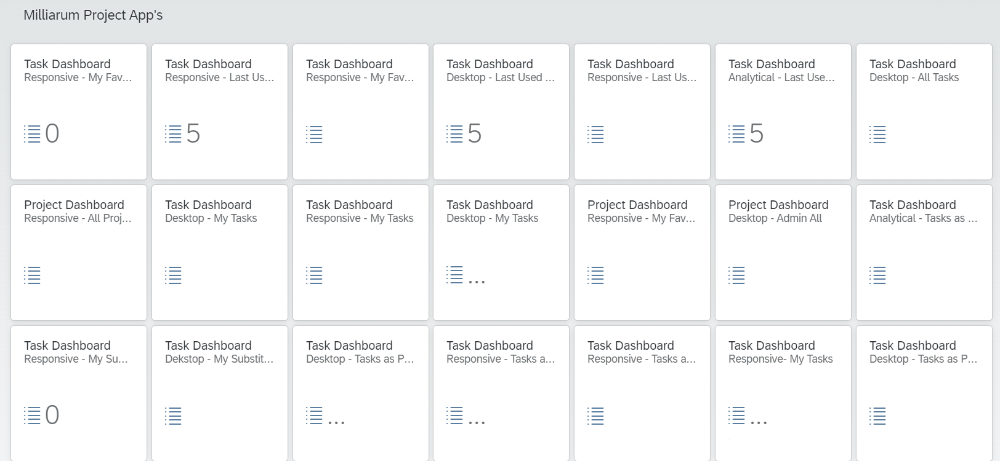 Milliarum Project App's
Task Dashboard
Responsive - My Fav...
0
Task Dashboard
Responsive - Last Us...
5
Task Dashboard
Responsive - My Fav...
Task Dashboard
Desktop - Last Used ...
5
Task Dashboard
Responsive - Last Us...
Task Dashboard
Analytical - Last Use...
5
Task Dashboard
Desktop - All Tasks
Project Dashboard
Responsive - All Proj...
Task Dashboard
Desktop - My Tasks
Task Dashboard
Responsive - My Tasks
Task Dashboard
Desktop - My Tasks
...
Project Dashboard
Responsive - My Fav...
Project Dashboard
Desktop - Admin All
Task Dashboard
Analytical - Tasks as ...
Task Dashboard
Responsive - My Su...
0
Task Dashboard
Dekstop - My Substit...
Task Dashboard
Desktop - Tasks as P...
...
Task Dashboard
Responsive - Tasks a...
...
Task Dashboard
Responsive - Tasks a...
Task Dashboard
Responsive- My Tasks
...
Task Dashboard
Desktop - Tasks as P...